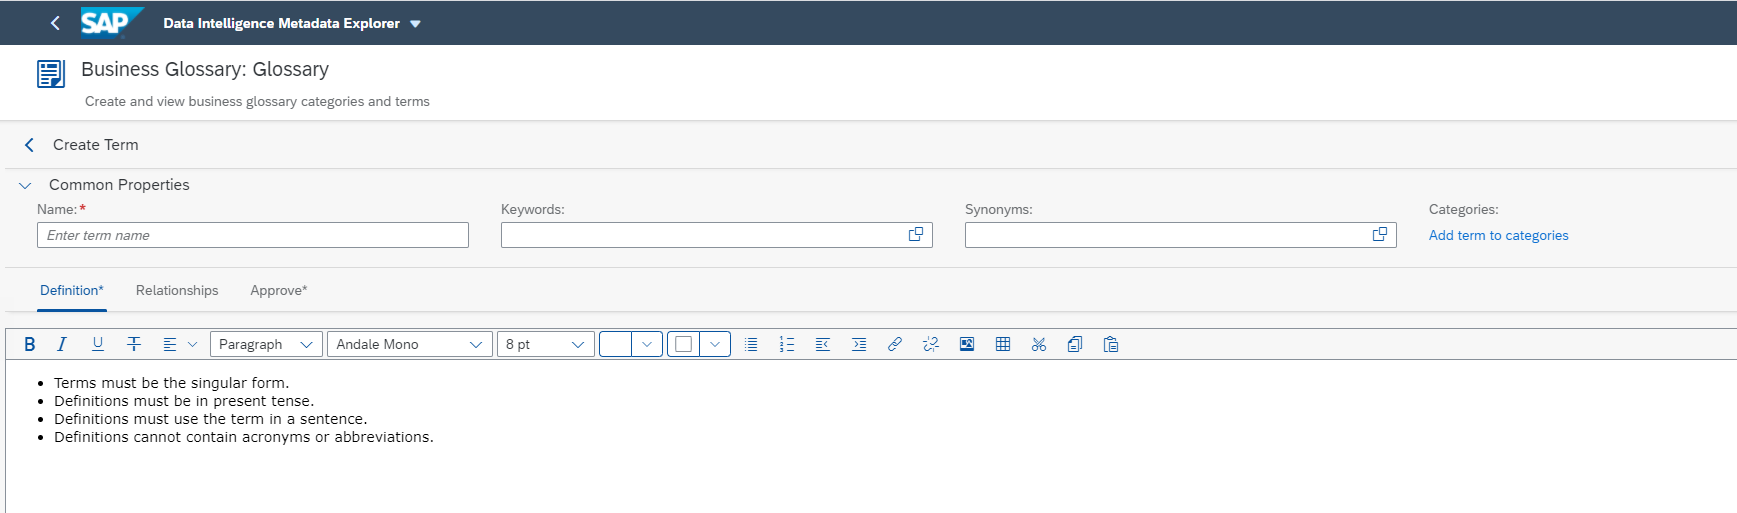 SAP Data Intelligence Metadata Explorer
Business Glossary: Glossary
Create and view business glossary categories and terms
Create Term
Common Properties
Name:* Keywords: Synonyms: Categories:
Enter term name Add term to categories
Definition* Relationships Approve*
B I U T Paragraph Andale Mono 8 pt
Terms must be the singular form.
Definitions must be in present tense.
Definitions must use the term in a sentence.
Definitions cannot contain acronyms or abbreviations.